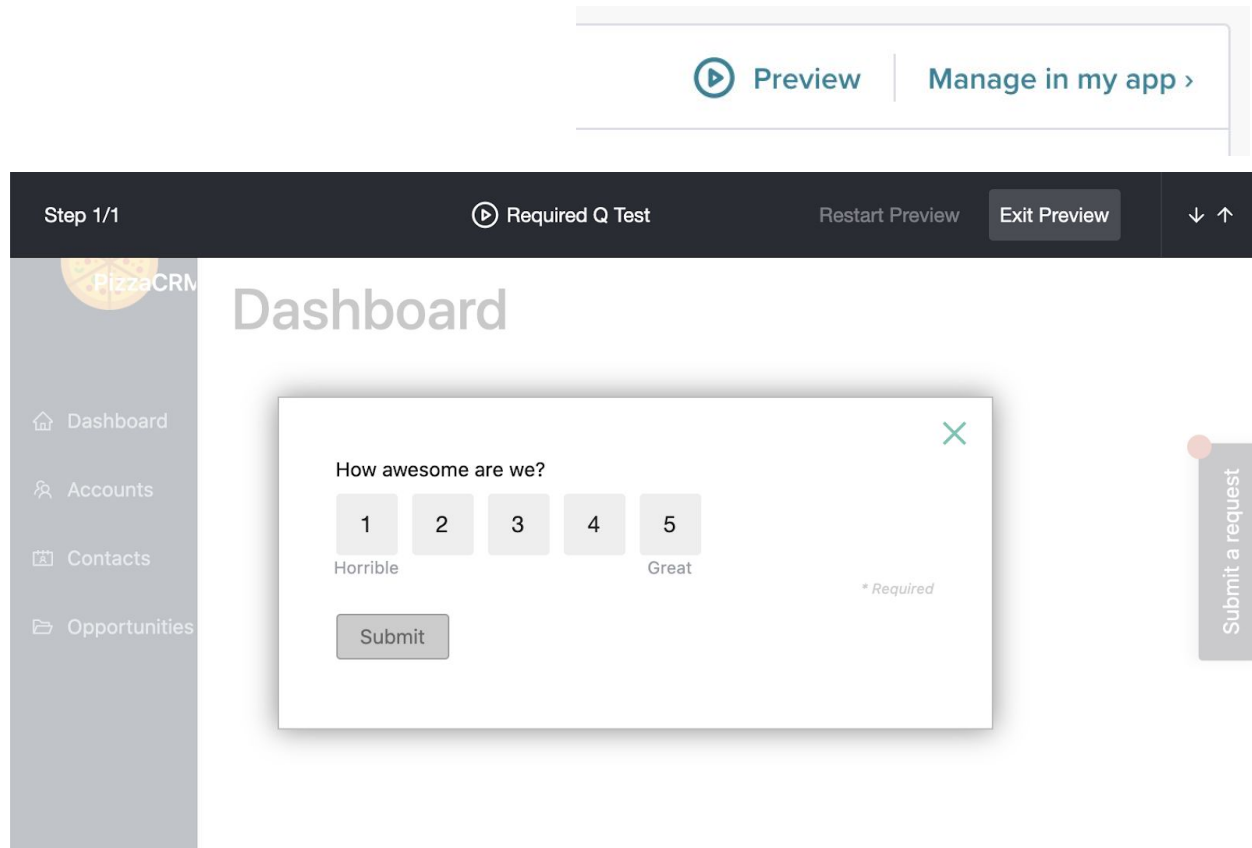 Preview
Manage in my app ›
Step 1/1
Required Q Test
Restart Preview
Exit Preview
PizzaCRM
Dashboard
Dashboard
Accounts
Contacts
Opportunities
How awesome are we?
1 2 3 4 5
Horrible Great
* Required
Submit
Submit a request